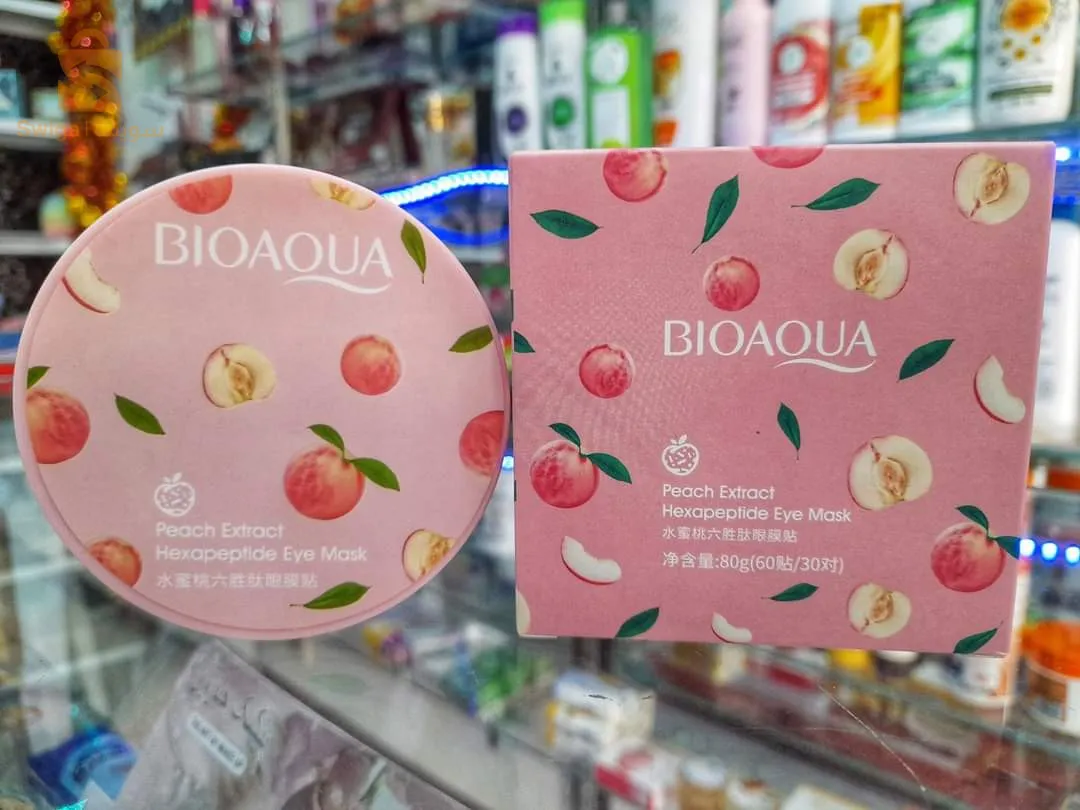 BIOAQUA
Peach Extract
Hexapeptide Eye Mask
水蜜桃六胜肽眼膜贴
BIOAQUA
Peach Extract
Hexapeptide Eye Mask
水蜜桃六胜肽眼膜贴
净含量:80g(60贴/30对)